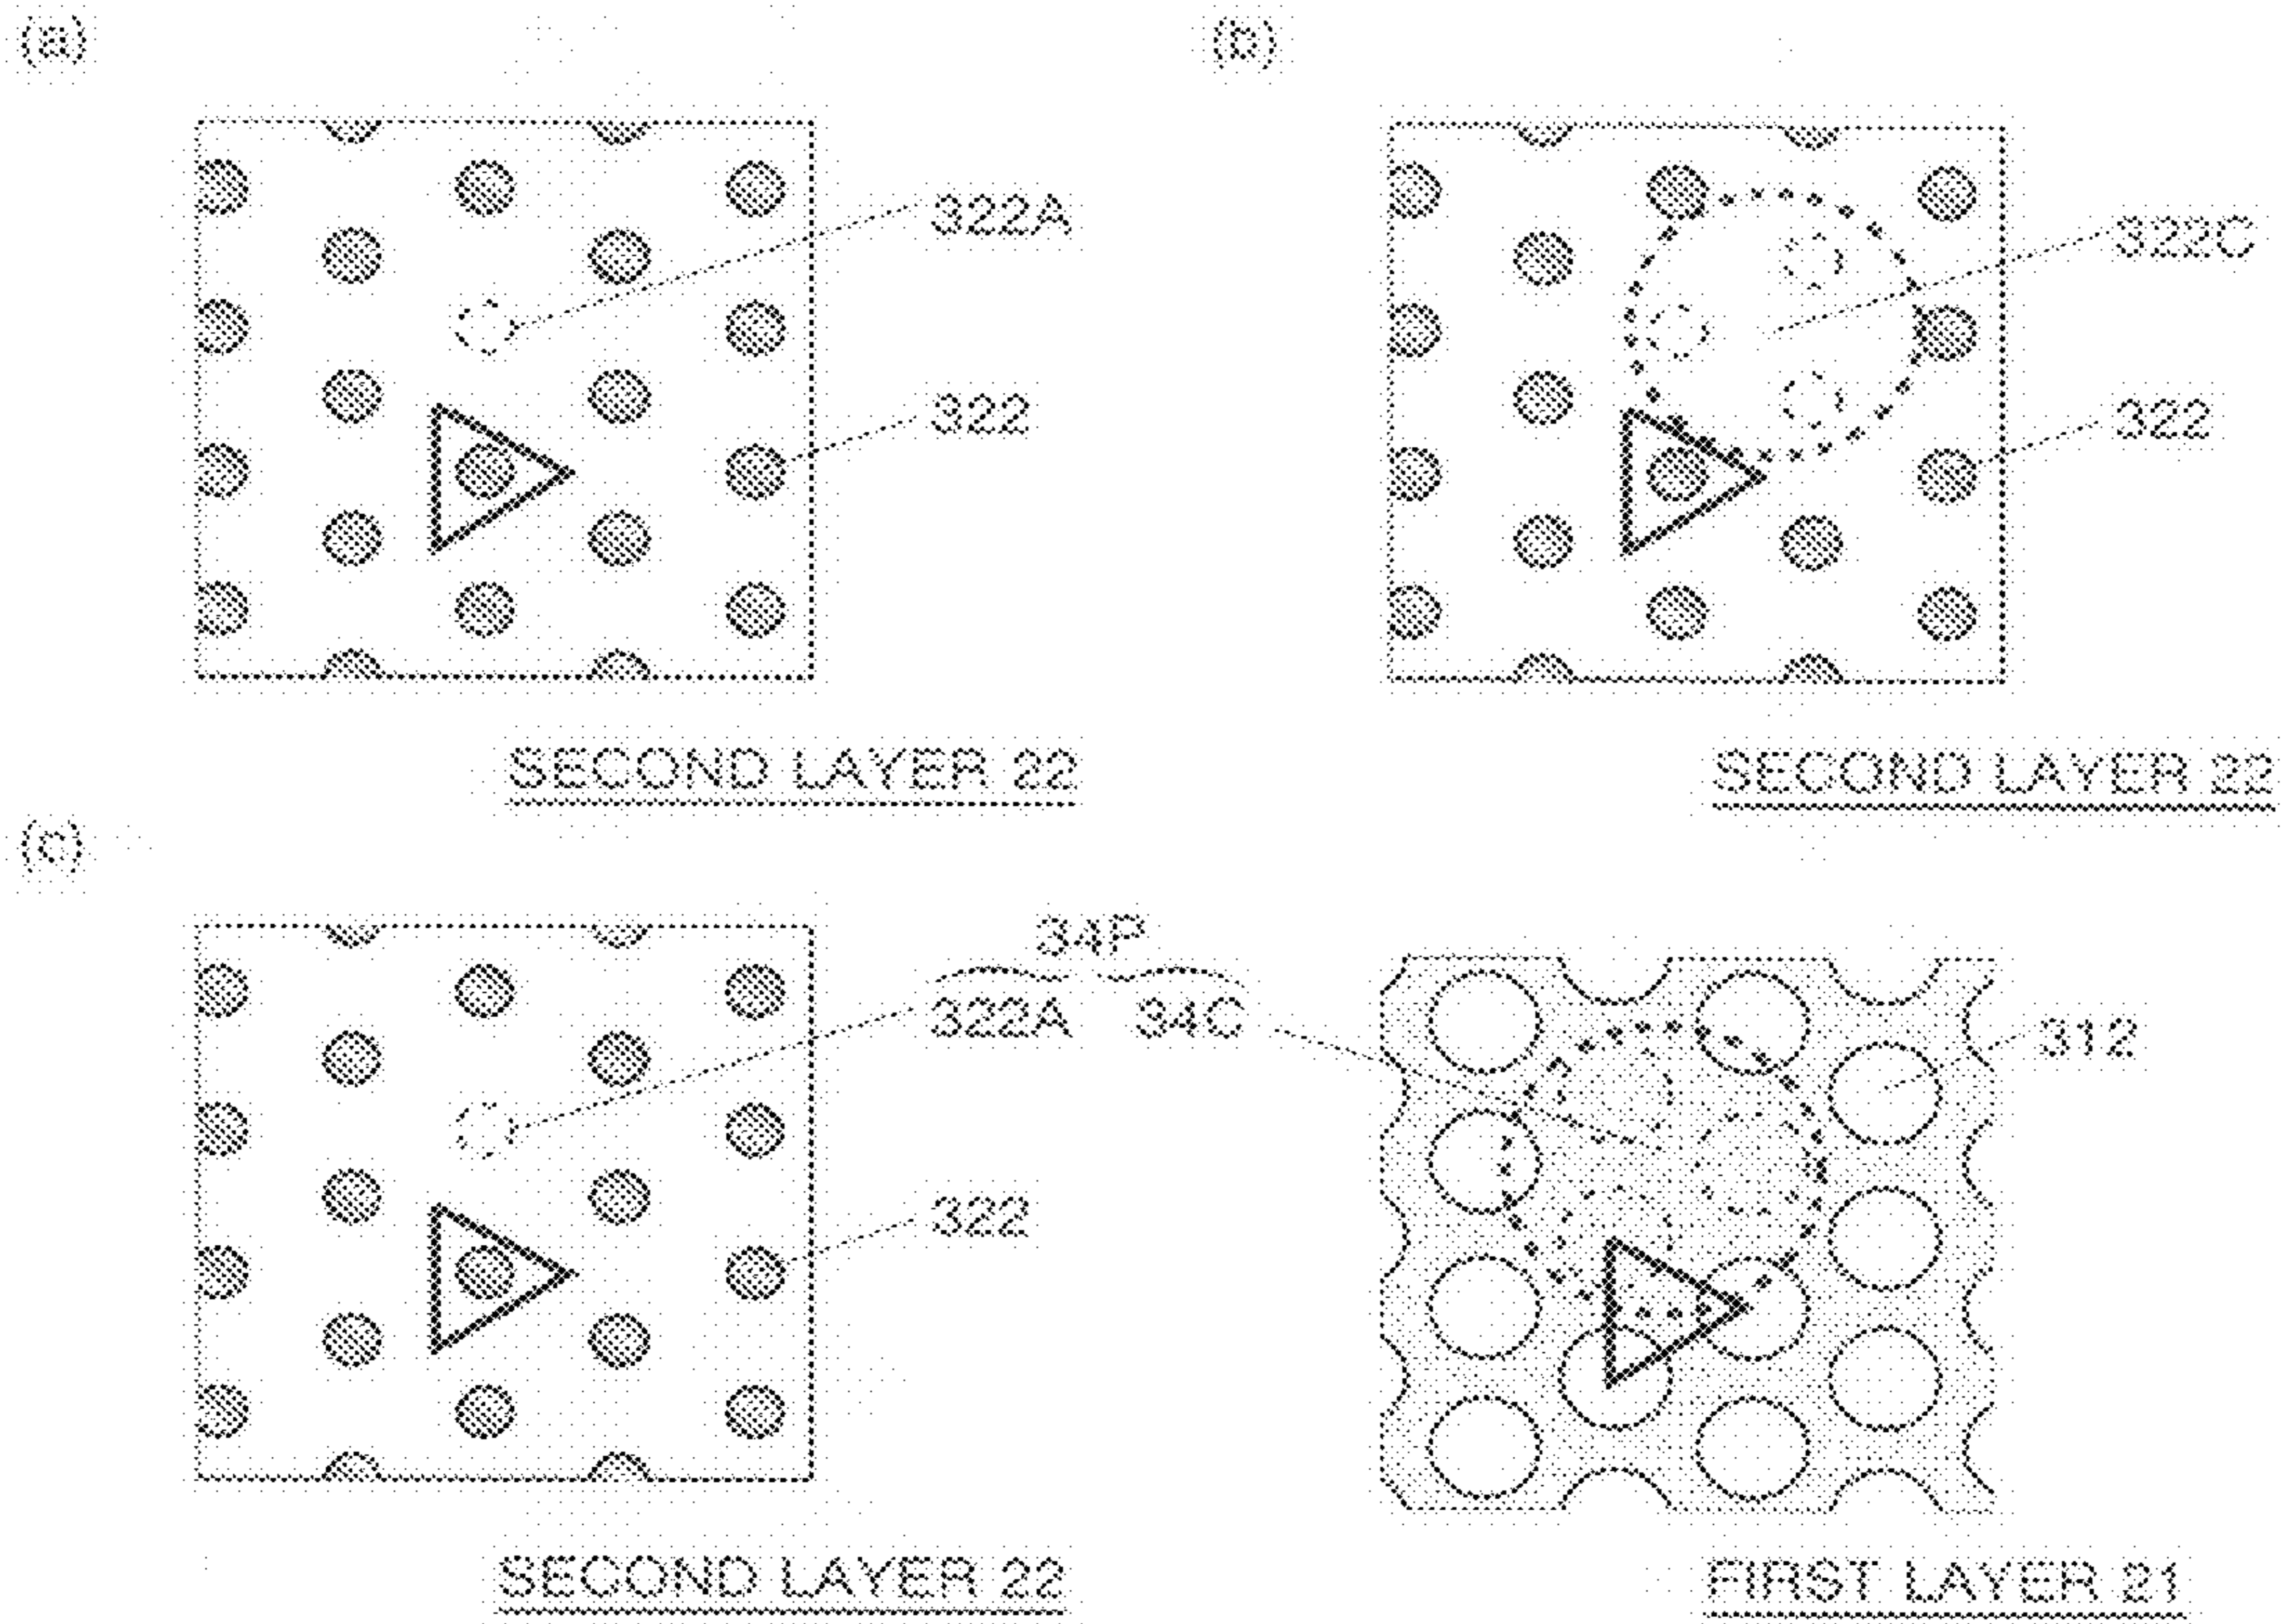 (a)
(b)
322A
322C
322
322
SECOND LAYER 22
SECOND LAYER 22
(c)
34P
322A 34C
312
322
SECOND LAYER 22
FIRST LAYER 21